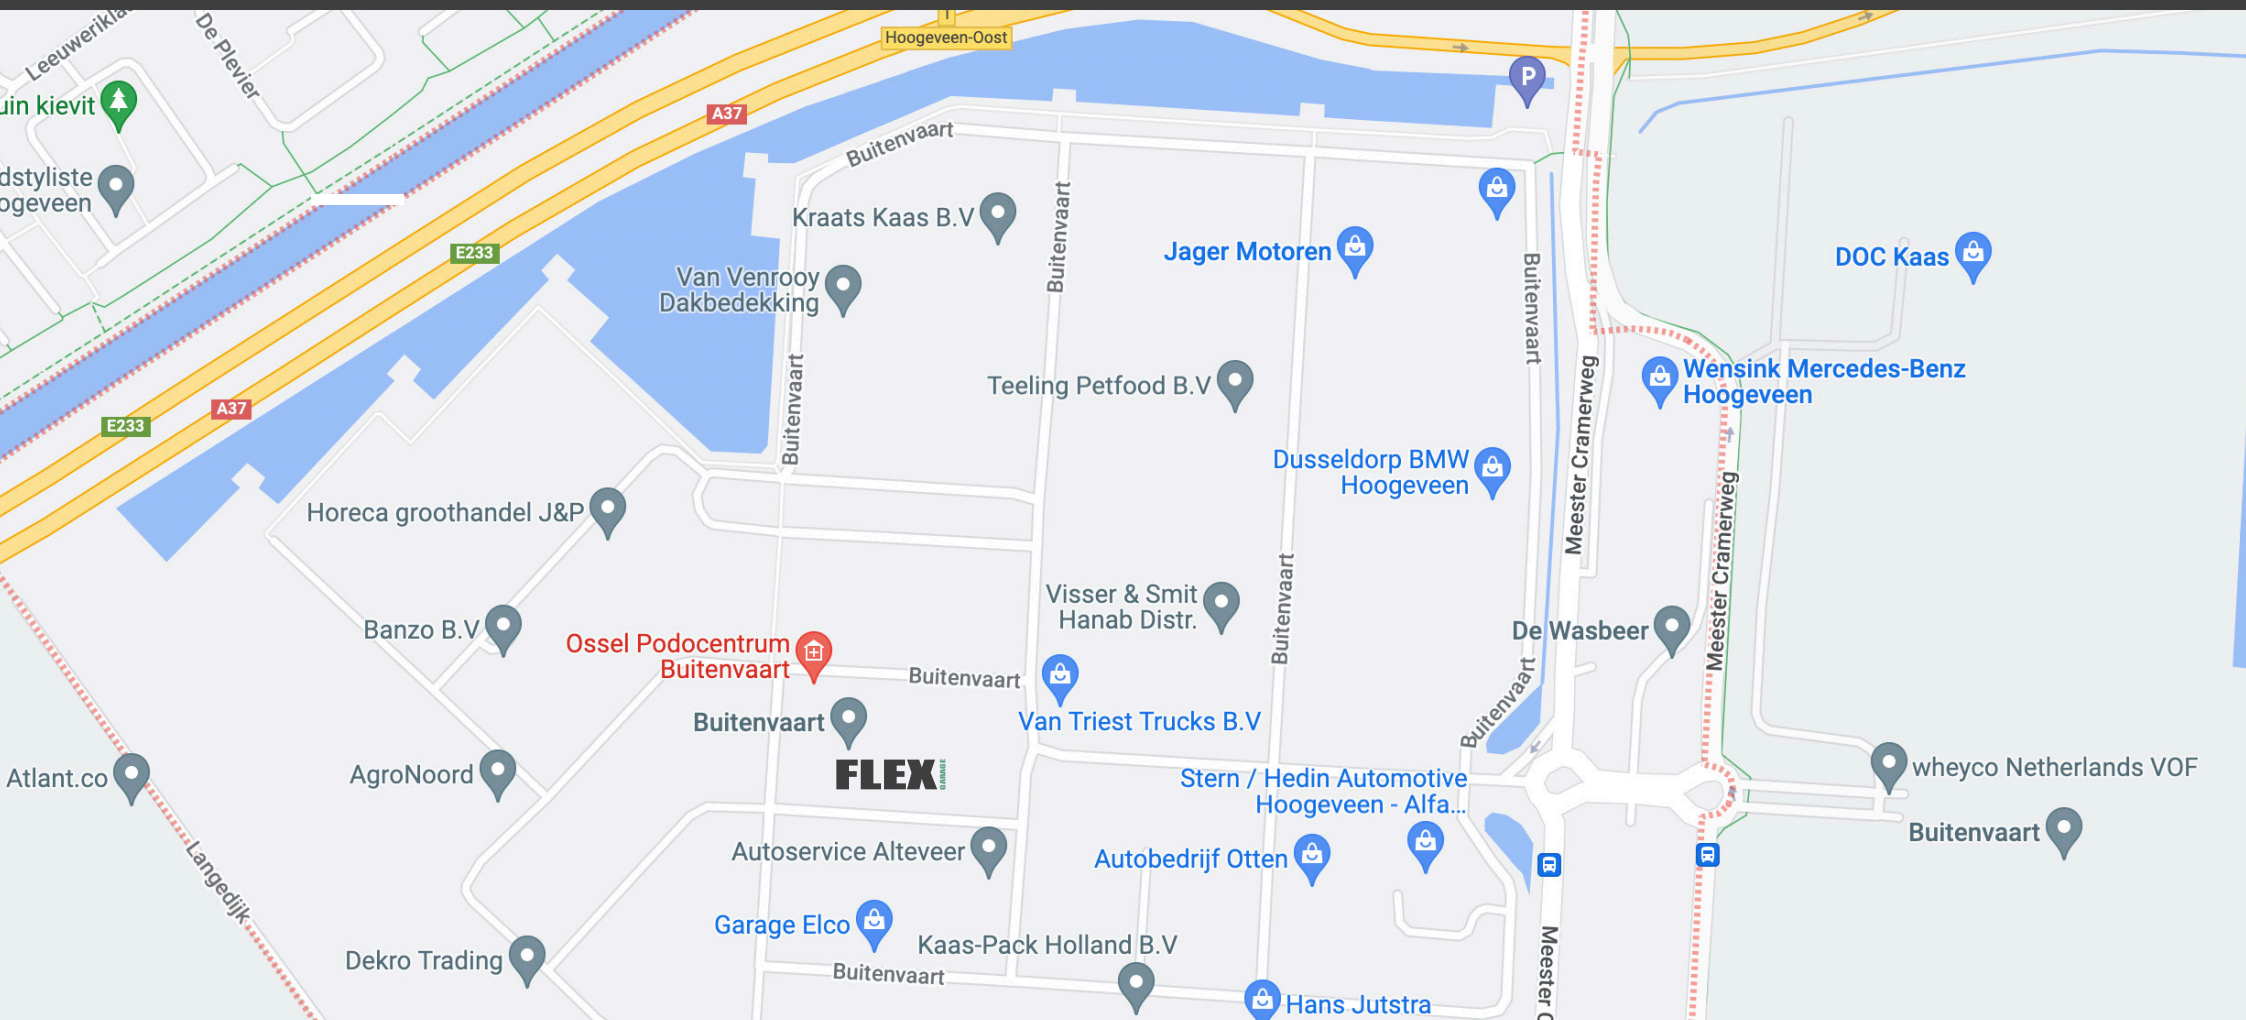 Leeuwerikla
De Plevier
Hoogeveen-Oost
P
uin kievit
A37
dstyliste
ogeveen
E233
Buitenvaart
Kraats Kaas B.V
Buitenvaart
Jager Motoren
Buitenvaart
DOC Kaas
Van Venrooy
Dakbedekking
Buitenvaart
Teeling Petfood B.V
Meester Cramerweg
Wensink Mercedes-Benz
Hoogeveen
A37
E233
Dusseldorp BMW
Hoogeveen
Horeca groothandel J&P
Meester Cramerweg
Visser & Smit
Hanab Distr.
Buitenvaart
Banzo B.V
Ossel Podocentrum
Buitenvaart
De Wasbeer
Buitenvaart
Buitenvaart
Buitenvaart
Van Triest Trucks B.V
FLEX
GARAGE
Atlant.co
AgroNoord
Stern / Hedin Automotive
Hoogeveen - Alfa...
wheyco Netherlands VOF
Buitenvaart
Autoservice Alteveer
Autobedrijf Otten
Langedijk
Garage Elco
Kaas-Pack Holland B.V
Dekro Trading
Buitenvaart
Hans Jutstra
Meester C